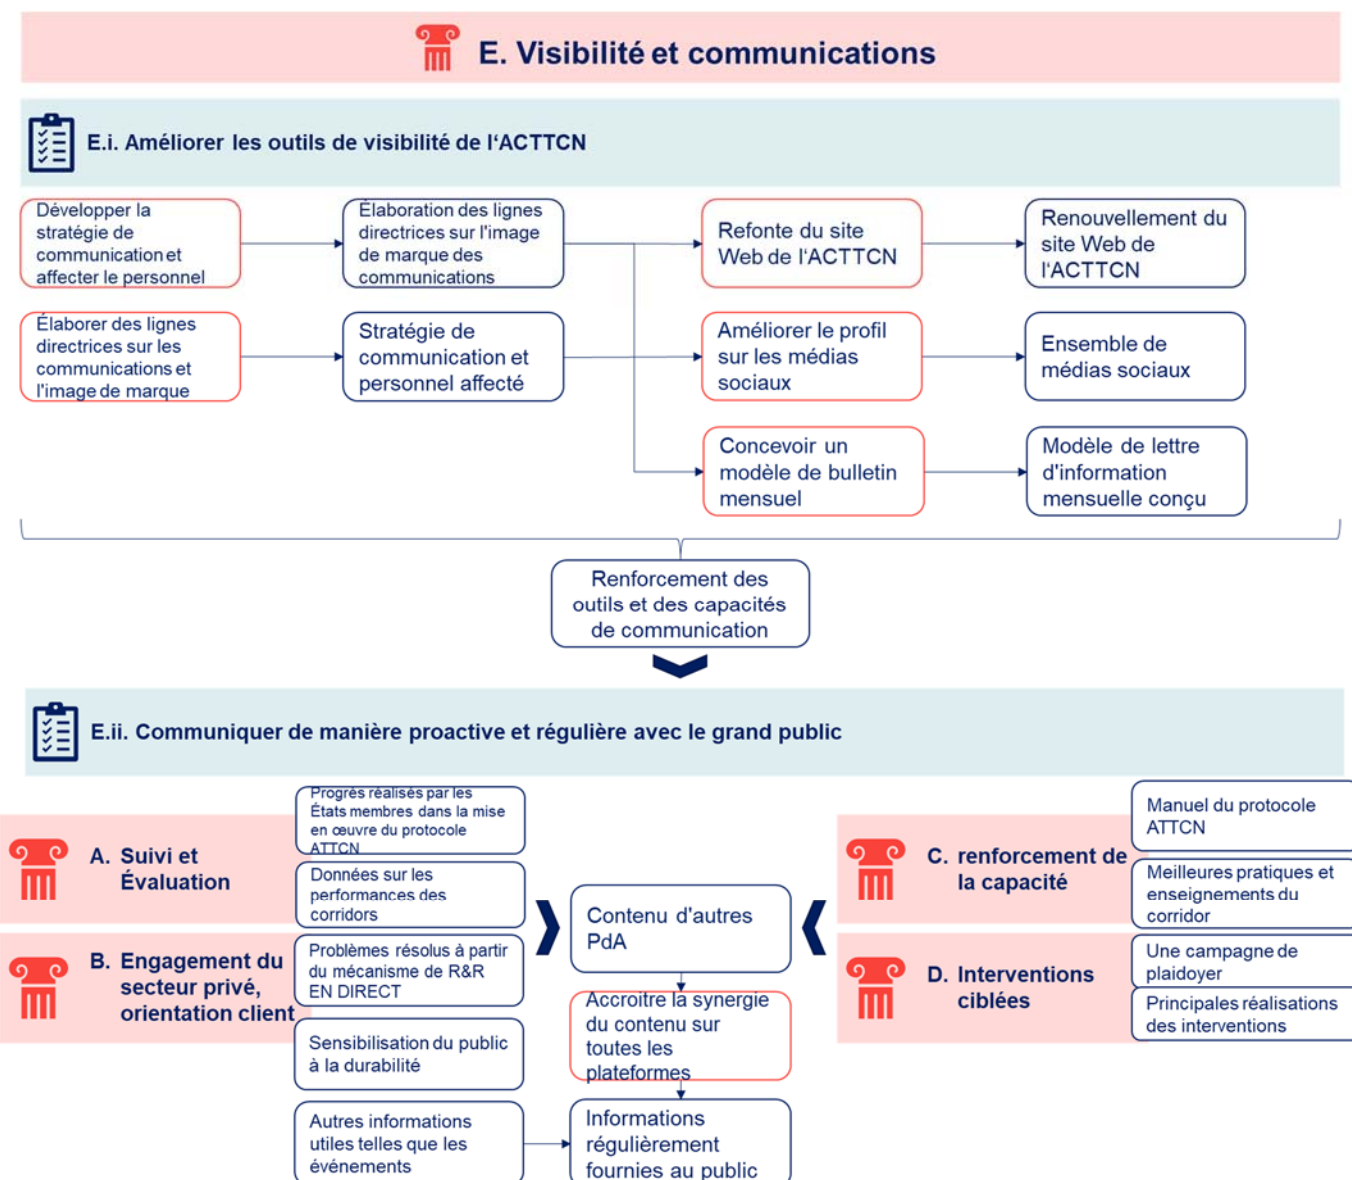 E. Visibilité et communications
E.i. Améliorer les outils de visibilité de l'ACTTCN
Développer la
stratégie de
communication et
affecter le personnel
Élaboration des lignes
directrices sur l'image
de marque des
communications
Refonte du site
Web de l'ACTTCN
Renouvellement du
site Web de
l'ACTTCN
Élaborer des lignes
directrices sur les
communications et
l'image de marque
Stratégie de
communication et
personnel affecté
Améliorer le profil
sur les médias
sociaux
Ensemble de
médias sociaux
Concevoir un
modèle de bulletin
mensuel
Modèle de lettre
d'information
mensuelle conçu
Renforcement des
outils et des capacités
de communication
E.ii. Communiquer de manière proactive et régulière avec le grand public
A. Suivi et
Évaluation
Progrès réalisés par les
États membres dans la mise
en œuvre du protocole
ATTCN
Données sur les
performances des
corridors
B. Engagement du
secteur privé,
orientation client
Problèmes résolus à partir
du mécanisme de R&R
EN DIRECT
Sensibilisation du public
à la durabilité
Autres informations
utiles telles que les
événements
Contenu d'autres
PdA
Accroitre la synergie
du contenu sur
toutes les
plateformes
Informations
régulièrement
fournies au public
C. renforcement de
la capacité
Manuel du protocole
ATTCN
Meilleures pratiques et
enseignements du
corridor
D. Interventions
ciblées
Une campagne de
plaidoyer
Principales réalisations
des interventions